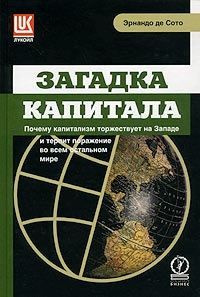 Эрнандо де Сото
ЛУКОЙЛ
ЗАГАДКА
КАПИТАЛА
Почему капитализм торжествует на Западе
и терпит поражение
во всем остальном
мире
БИЗНЕС